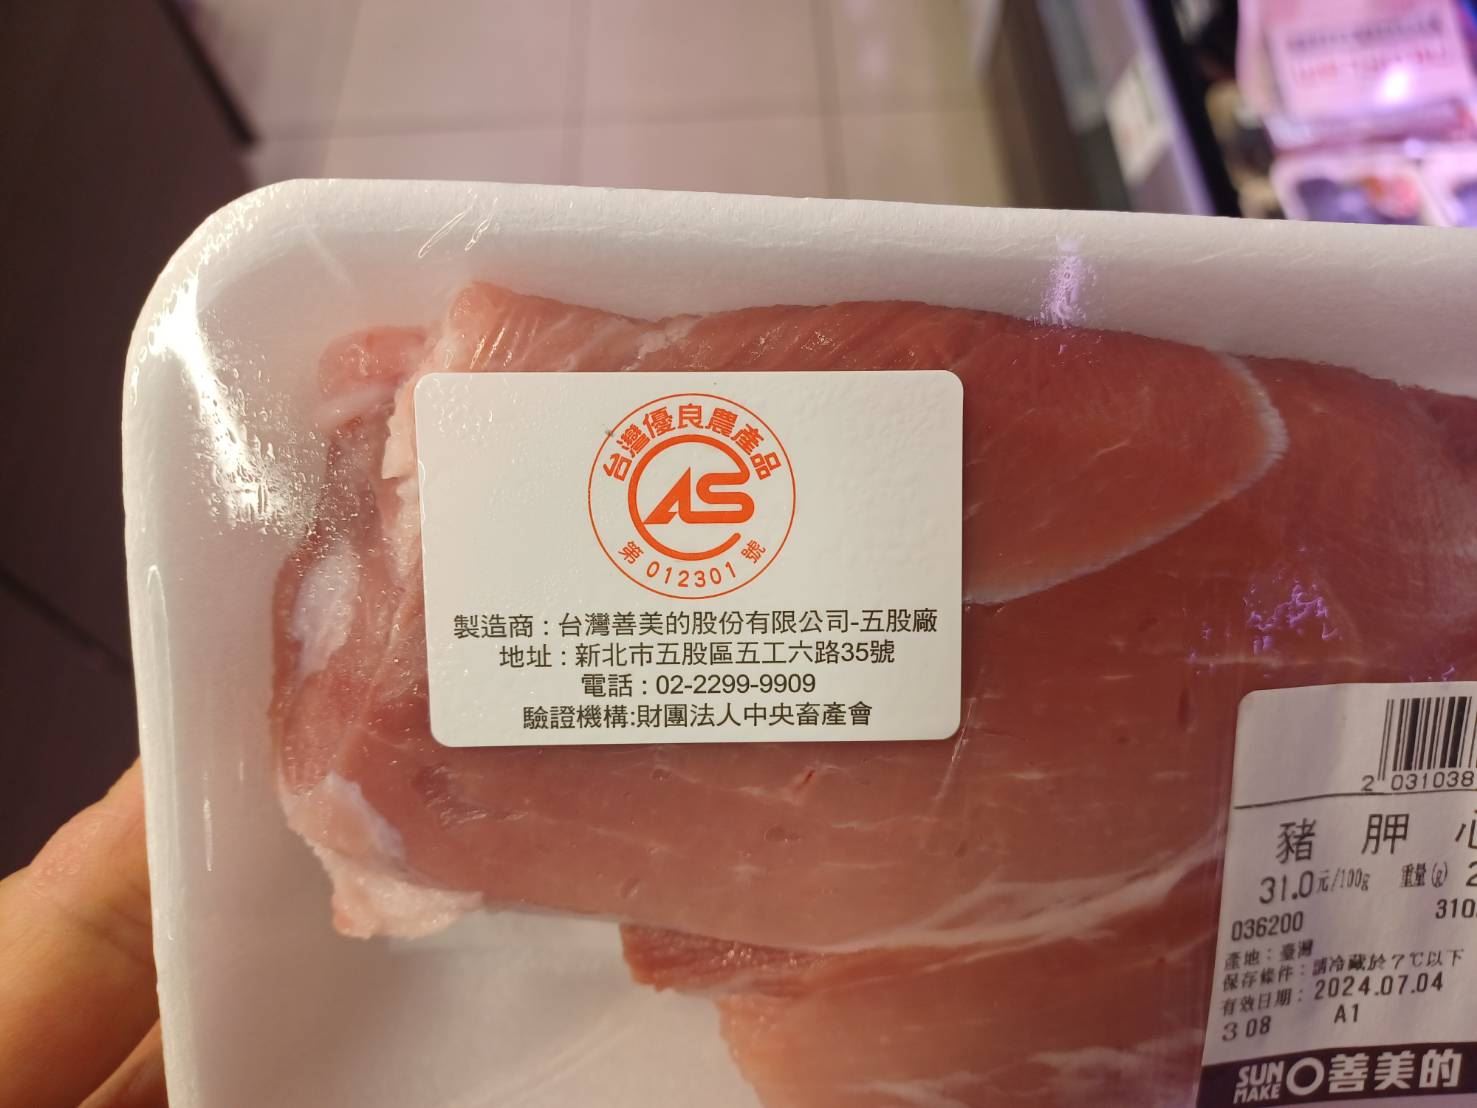 台灣優良農產品
CAS
第 012301 號
製造商：台灣善美的股份有限公司-五股廠
地址：新北市五股區五工六路35號
電話：02-2299-9909
驗證機構:財團法人中央畜產會
2 031038
豬 胛
31.0元/100g 重量(g) 2
036200
310
產地：臺灣
保存條件：請冷藏於7℃以下
有效日期：2024.07.04
3 08 A1
SUN MAKE 善美的